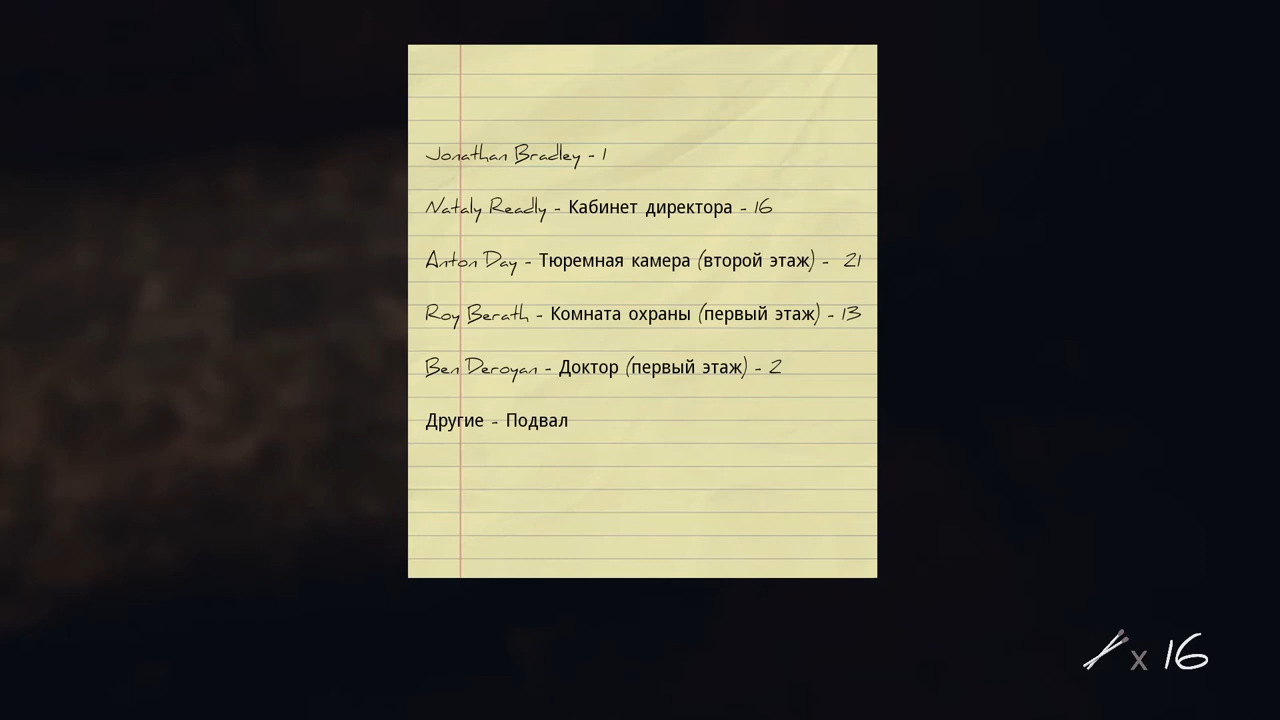 Jonathan Bradley - 1
Nataly Readly - Кабинет директора - 16
Anton Day - Тюремная камера (второй этаж) - 21
Roy Berath - Комната охраны (первый этаж) - 13
Ben Deroyan - Доктор (первый этаж) - 2
Другие - Подвал
x 16